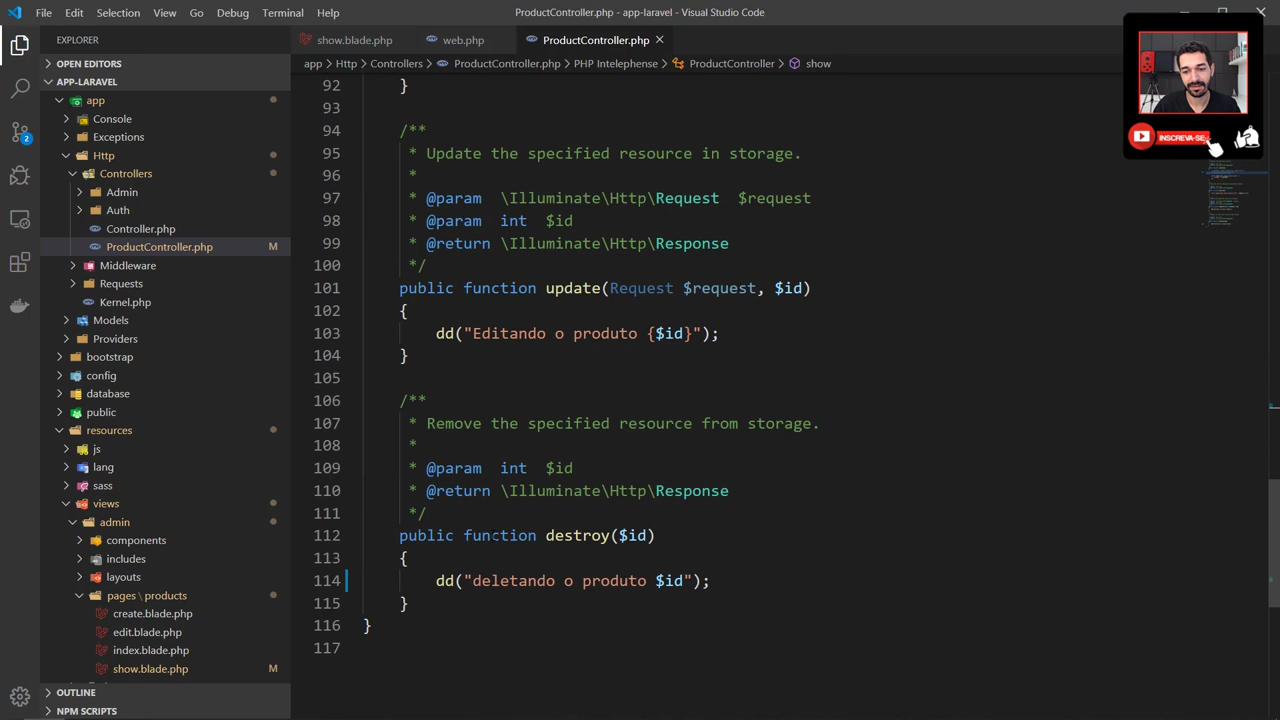 File Edit Selection View Go Debug Terminal Help
ProductController.php - app-laravel - Visual Studio Code
EXPLORER
OPEN EDITORS
APP-LARAVEL
app
Console
Exceptions
Http
Controllers
Admin
Auth
Controller.php
ProductController.php M
Middleware
Requests
Kernel.php
Models
Providers
bootstrap
config
database
public
resources
js
lang
sass
views
admin
components
includes
layouts
pages \ products
create.blade.php
edit.blade.php
index.blade.php
show.blade.php M
OUTLINE
NPM SCRIPTS
2
show.blade.php web.php ProductController.php
app > Http > Controllers > ProductController.php > PHP Intelephense > ProductController > show
92 }
93
94 /**
95 * Update the specified resource in storage.
96 *
97 * @param \Illuminate\Http\Request $request
98 * @param int $id
99 * @return \Illuminate\Http\Response
100 */
101 public function update(Request $request, $id)
102 {
103 dd("Editando o produto {$id}");
104 }
105
106 /**
107 * Remove the specified resource from storage.
108 *
109 * @param int $id
110 * @return \Illuminate\Http\Response
111 */
112 public function destroy($id)
113 {
114 dd("deletando o produto $id");
115 }
116 }
117
INSCREVA-SE